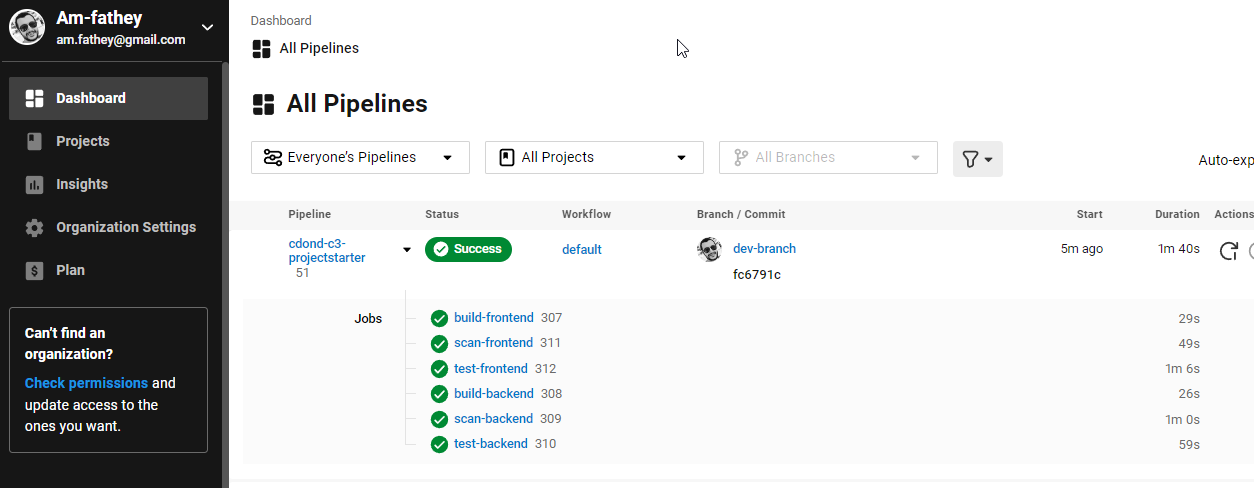 Am-fathey
am.fathey@gmail.com
Dashboard
Projects
Insights
Organization Settings
Plan
Can't find an
organization?
Check permissions and
update access to the
ones you want.
Dashboard
All Pipelines
All Pipelines
Everyone's Pipelines
All Projects
All Branches
Auto-exp
Pipeline Status Workflow Branch / Commit Start Duration Actions
cdond-c3-
projectstarter
51
Success
default
dev-branch
fc6791c
5m ago
1m 40s
Jobs
build-frontend 307 29s
scan-frontend 311 49s
test-frontend 312 1m 6s
build-backend 308 26s
scan-backend 309 1m 0s
test-backend 310 59s